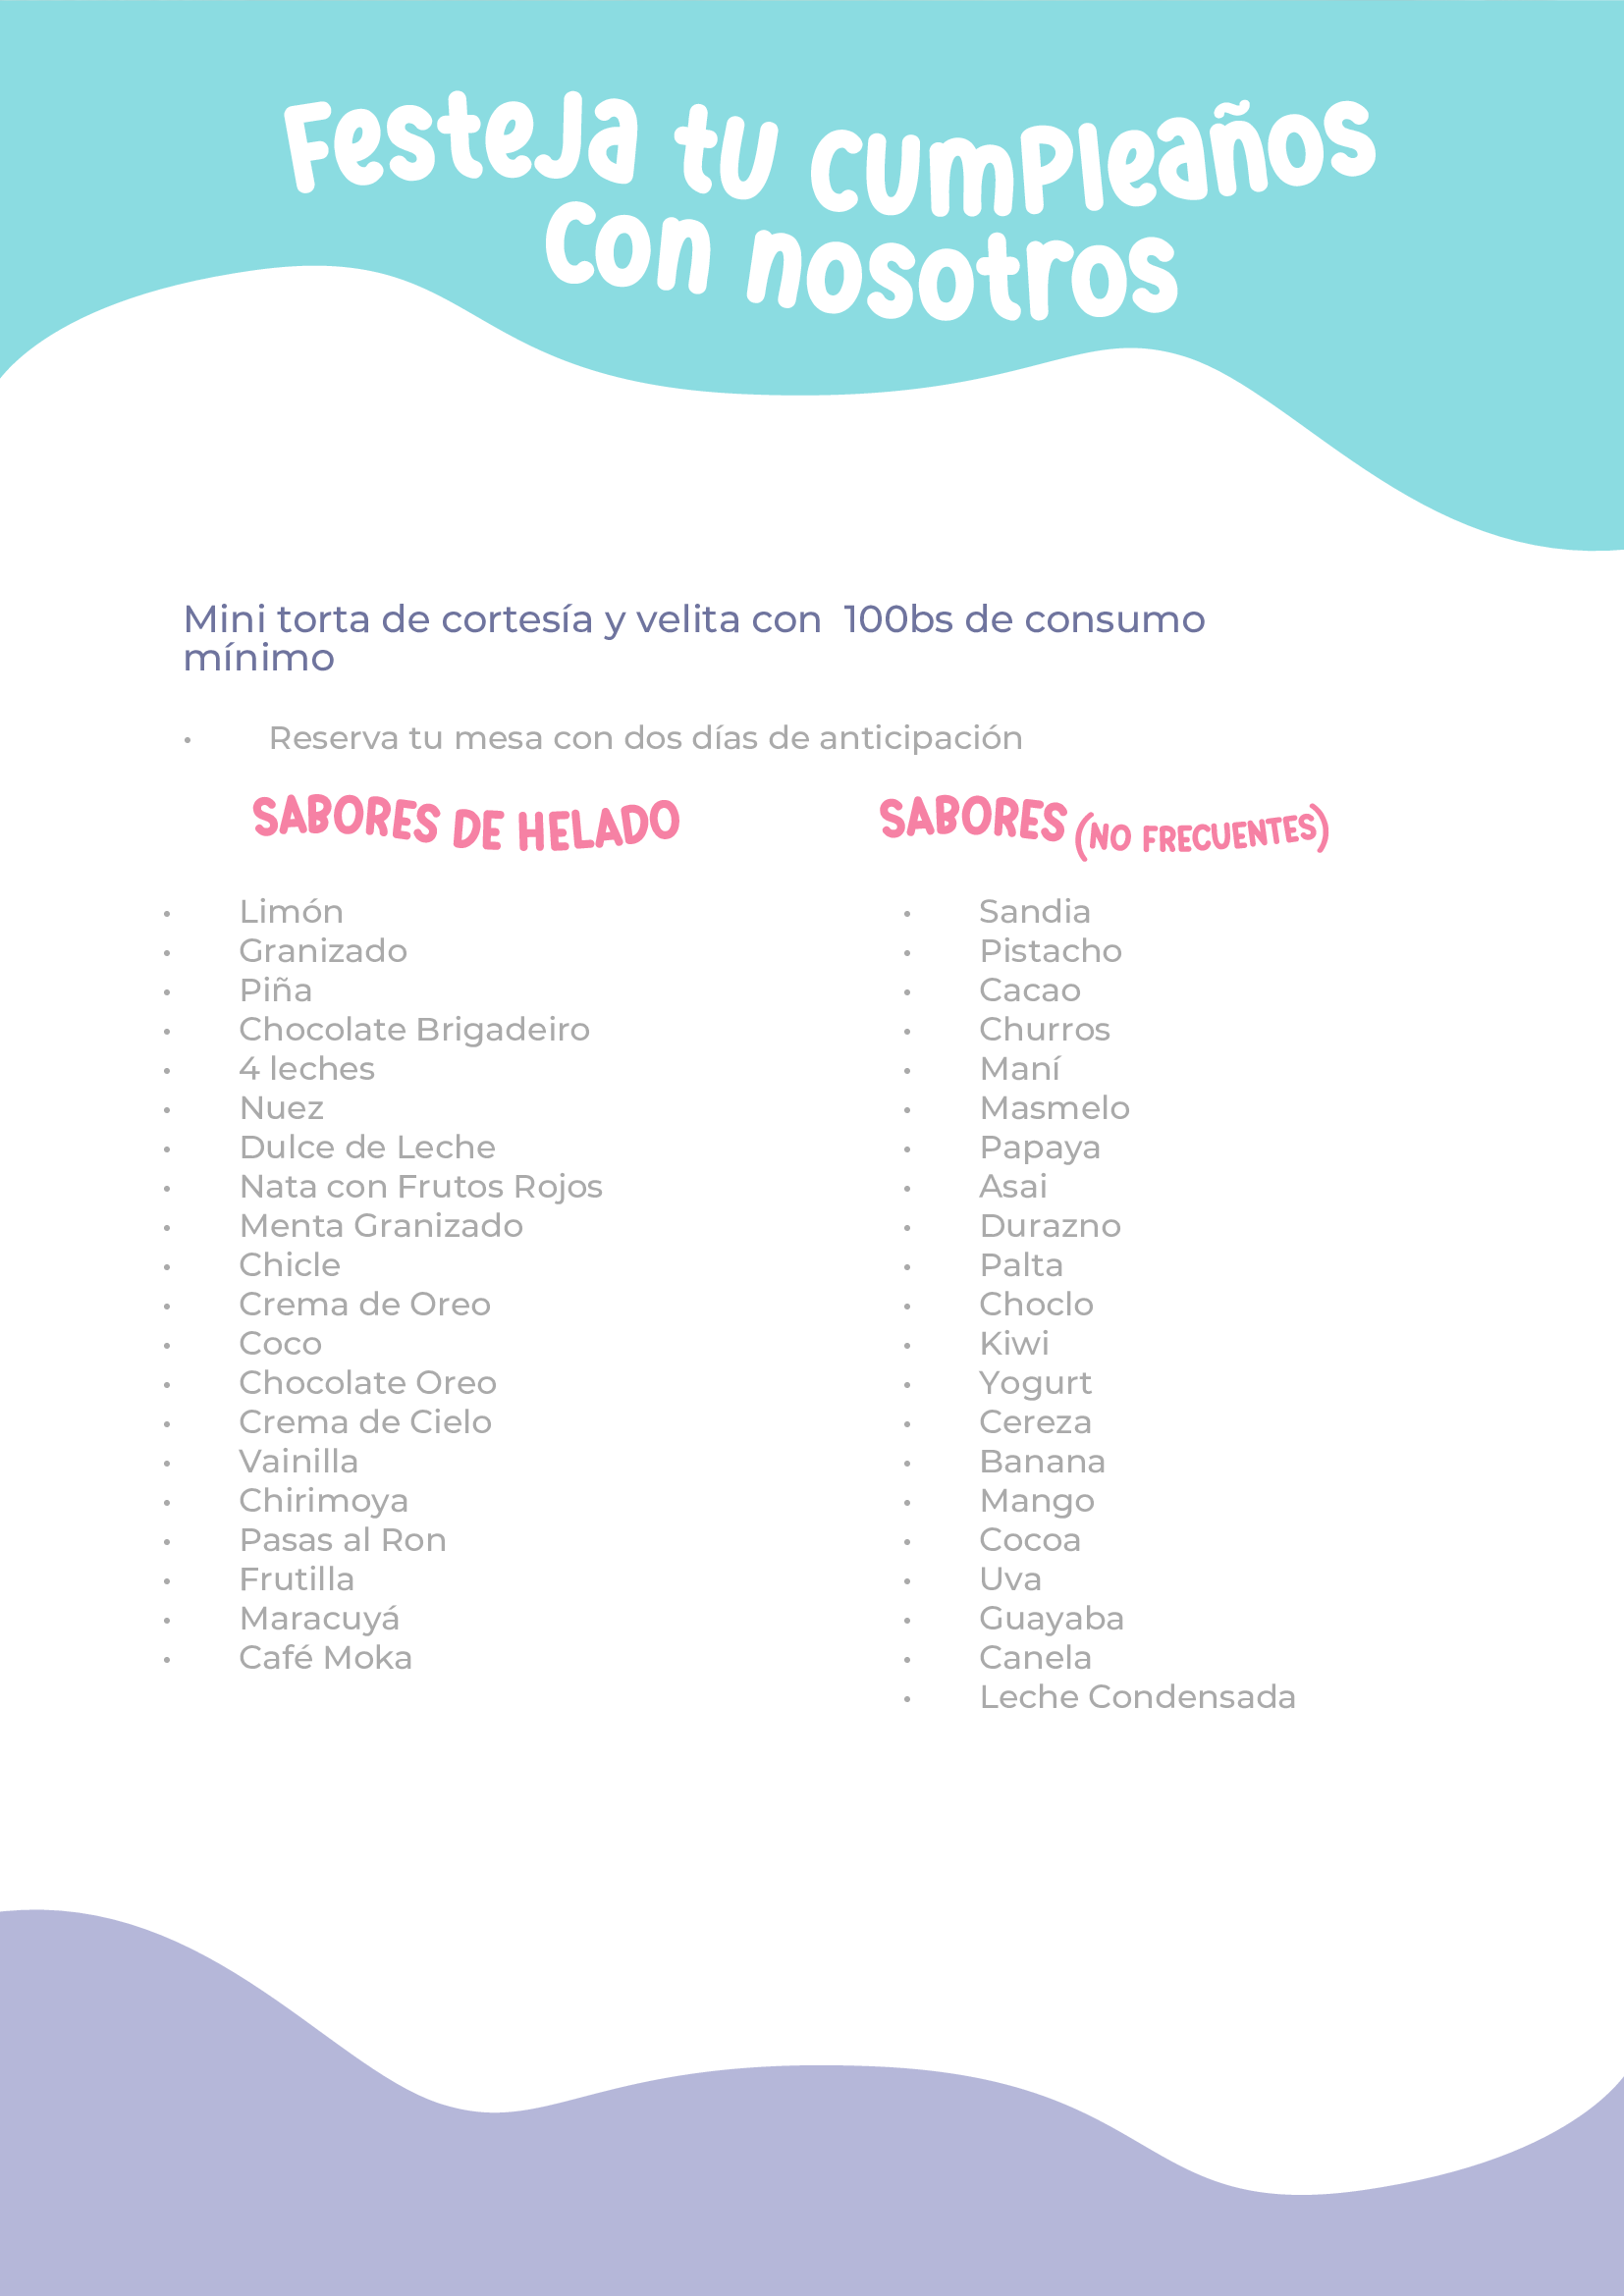 Festeja tu cumpleaños
con nosotros
Mini torta de cortesía y velita con  100bs de consumo
mínimo
• Reserva tu mesa con dos días de anticipación
SABORES DE HELADO
• Limón
• Granizado
• Piña
• Chocolate Brigadeiro
• 4 leches
• Nuez
• Dulce de Leche
• Nata con Frutos Rojos
• Menta Granizado
• Chicle
• Crema de Oreo
• Coco
• Chocolate Oreo
• Crema de Cielo
• Vainilla
• Chirimoya
• Pasas al Ron
• Frutilla
• Maracuyá
• Café Moka
SABORES (NO FRECUENTES)
• Sandia
• Pistacho
• Cacao
• Churros
• Maní
• Masmelo
• Papaya
• Asai
• Durazno
• Palta
• Choclo
• Kiwi
• Yogurt
• Cereza
• Banana
• Mango
• Cocoa
• Uva
• Guayaba
• Canela
• Leche Condensada